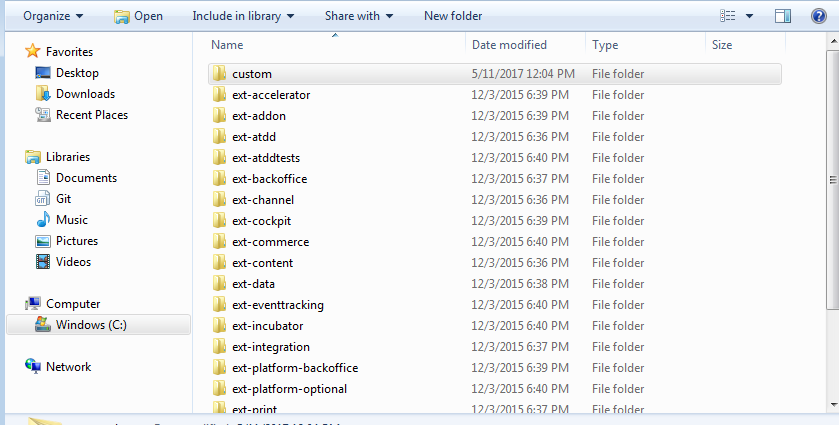 Organize Open Include in library Share with New folder
Name Date modified Type Size
Favorites
Desktop
Downloads
Recent Places
Libraries
Documents
Git
Music
Pictures
Videos
Computer
Windows (C:)
Network
custom 5/11/2017 12:04 PM File folder
ext-accelerator 12/3/2015 6:39 PM File folder
ext-addon 12/3/2015 6:39 PM File folder
ext-atdd 12/3/2015 6:36 PM File folder
ext-atddtests 12/3/2015 6:40 PM File folder
ext-backoffice 12/3/2015 6:37 PM File folder
ext-channel 12/3/2015 6:36 PM File folder
ext-cockpit 12/3/2015 6:39 PM File folder
ext-commerce 12/3/2015 6:40 PM File folder
ext-content 12/3/2015 6:36 PM File folder
ext-data 12/3/2015 6:38 PM File folder
ext-eventtracking 12/3/2015 6:40 PM File folder
ext-incubator 12/3/2015 6:40 PM File folder
ext-integration 12/3/2015 6:37 PM File folder
ext-platform-backoffice 12/3/2015 6:39 PM File folder
ext-platform-optional 12/3/2015 6:40 PM File folder
ext-print 12/3/2015 6:37 PM File folder